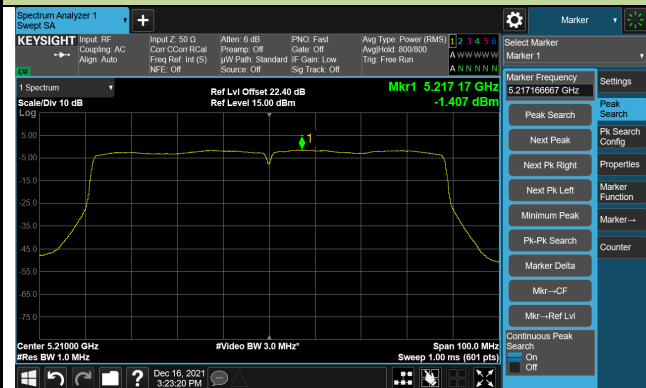 Spectrum Analyzer 1
Swept SA
Marker
KEYSIGHT
Input: RF
Coupling: AC
Align: Auto
Input Z: 50 Ω
Corr CCorr RCal
Freq Ref: Int (S)
NFE: Off
Atten: 6 dB
Preamp: Off
µW Path: Standard
Source: Off
PNO: Fast
Gate: Off
IF Gain: Low
Sig Track: Off
Avg Type: Power (RMS)
Avg|Hold: 800/800
Trig: Free Run
1 2 3 4 5 6
A W W W W W
A N N N N N
Select Marker
Marker 1
1 Spectrum
Scale/Div 10 dB
Log
Ref Lvl Offset 22.40 dB
Ref Level 15.00 dBm
Mkr1 5.217 17 GHz
-1.407 dBm
1
5.00
-5.00
-15.0
-25.0
-35.0
-45.0
-55.0
-65.0
-75.0
Center 5.21000 GHz
#Res BW 1.0 MHz
#Video BW 3.0 MHz*
Span 100.0 MHz
Sweep 1.00 ms (601 pts)
Marker Frequency
5.217166667 GHz
Peak Search
Next Peak
Next Pk Right
Next Pk Left
Minimum Peak
Pk-Pk Search
Marker Delta
Mkr→CF
Mkr→Ref Lvl
Continuous Peak
Search
On
Off
Settings
Peak
Search
Pk Search
Config
Properties
Marker
Function
Marker→
Counter
?
Dec 16, 2021
3:23:20 PM